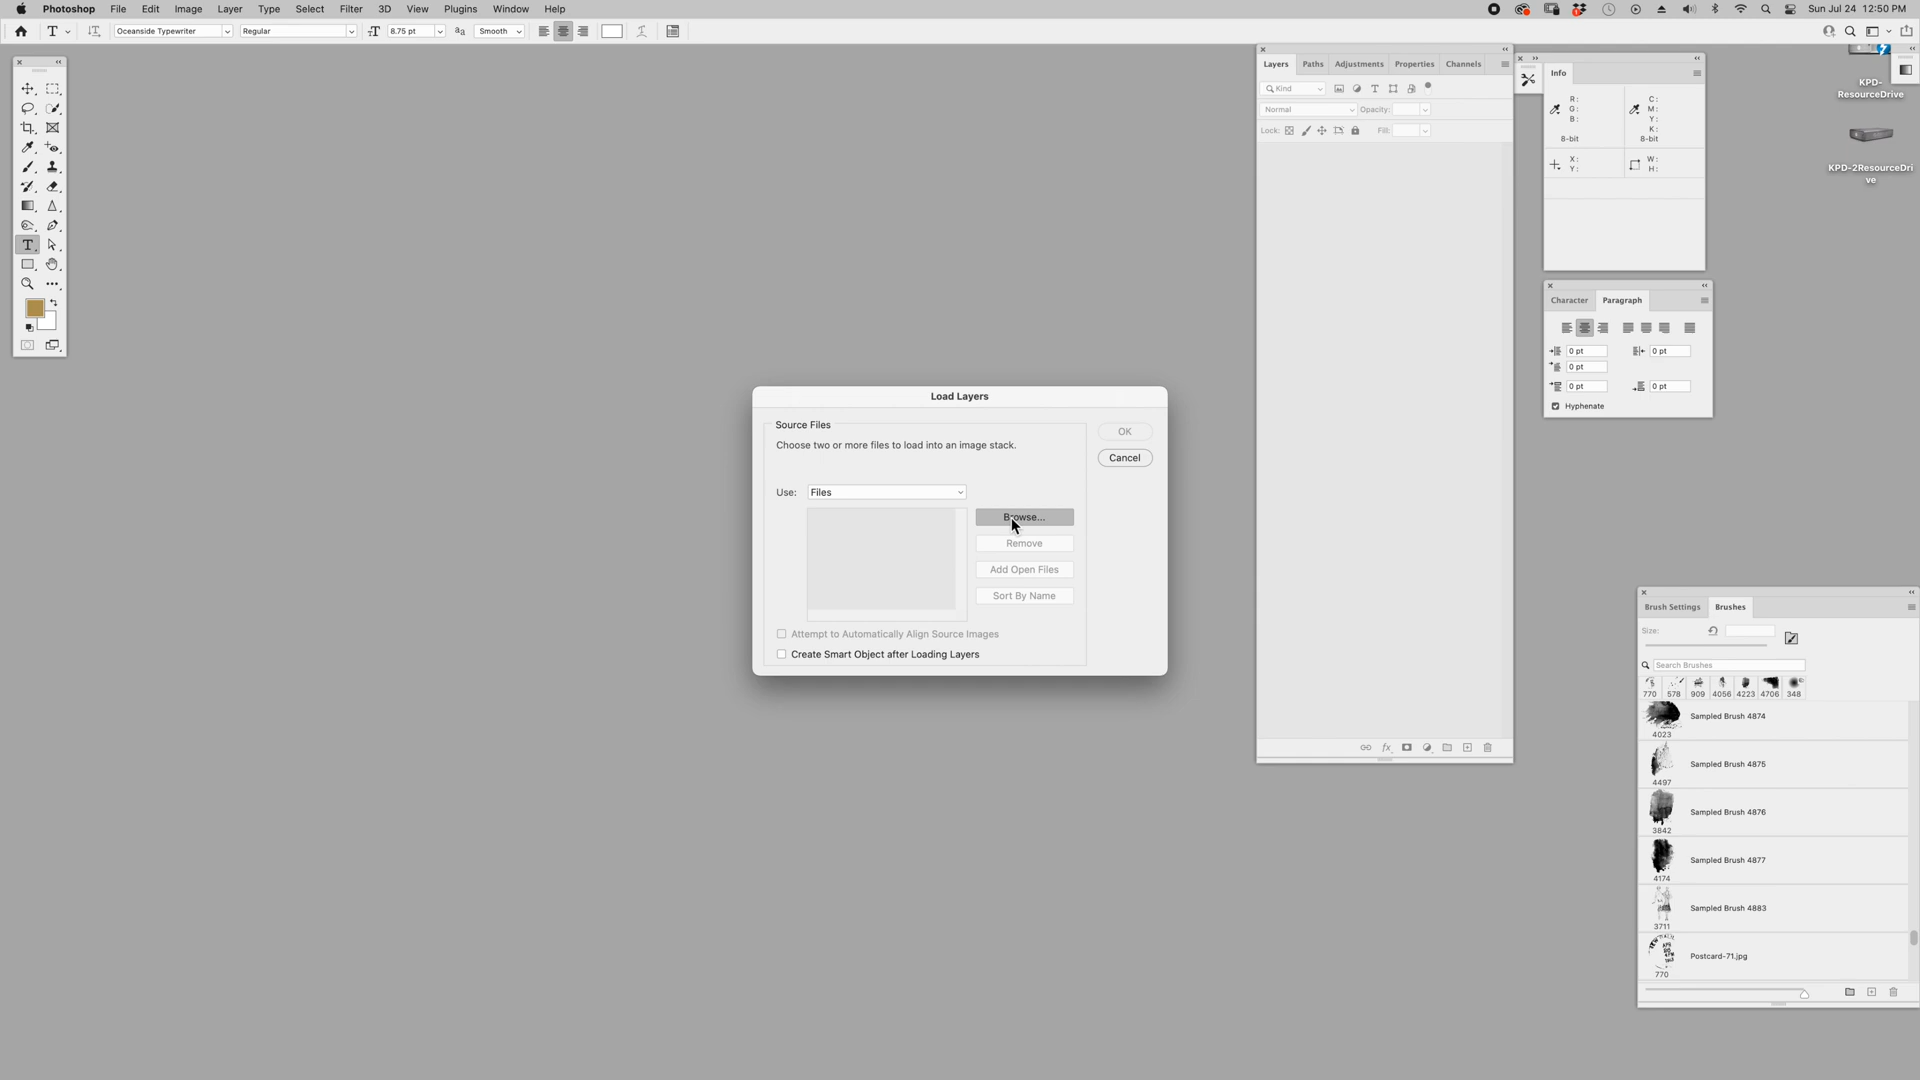 Photoshop File Edit Image Layer Type Select Filter 3D View Plugins Window Help Sun Jul 24 12:50 PM
Oceanside Typewriter Regular 8.75 pt Smooth
Layers Paths Adjustments Properties Channels
Kind
Normal Opacity:
Lock: Fill:
Info
R: C:
G: M:
B: Y:
K:
8-bit 8-bit
X: W:
Y: H:
KPD-
ResourceDrive
KPD-2ResourceDri
ve
Character Paragraph
0 pt 0 pt
0 pt
0 pt 0 pt
Hyphenate
Load Layers
Source Files
Choose two or more files to load into an image stack.
OK
Cancel
Use: Files
Browse...
Remove
Add Open Files
Sort By Name
Attempt to Automatically Align Source Images
Create Smart Object after Loading Layers
Brush Settings Brushes
Size:
Search Brushes
770 578 909 4056 4223 4706 348
Sampled Brush 4874
4023
Sampled Brush 4875
4497
Sampled Brush 4876
3842
Sampled Brush 4877
4174
Sampled Brush 4883
3711
Postcard-71.jpg
770